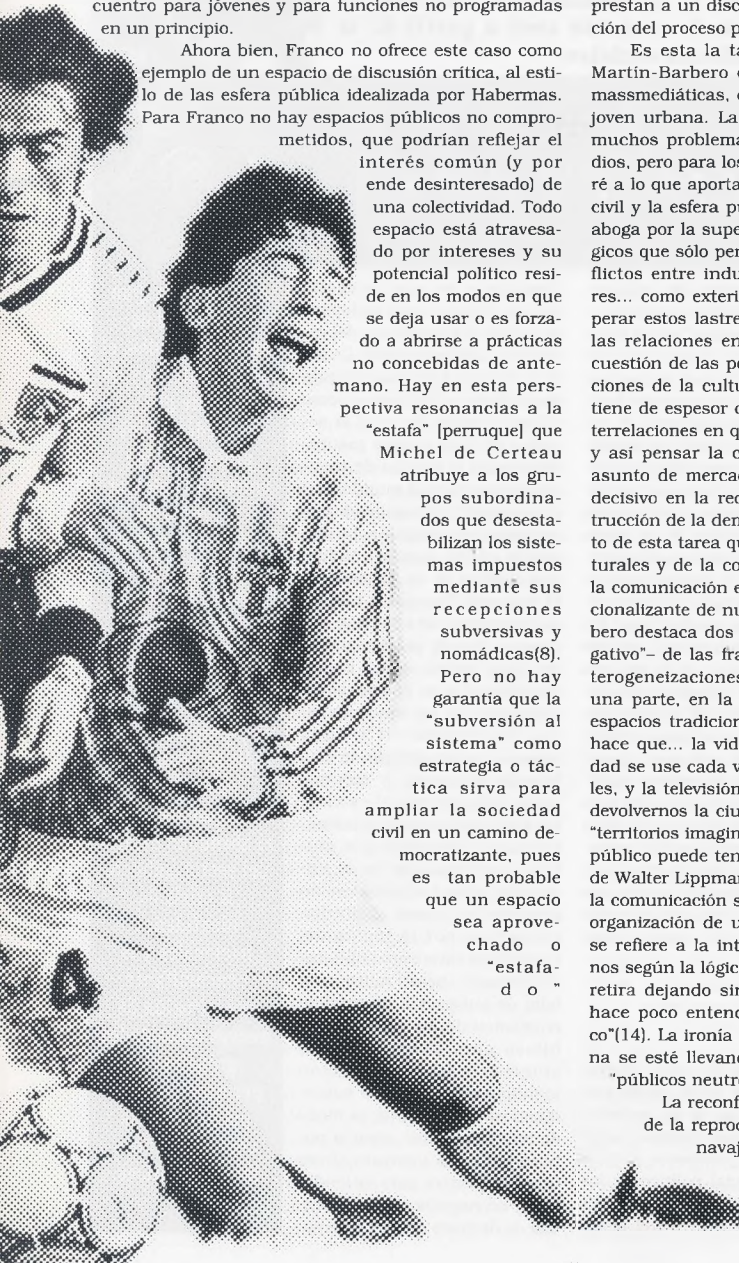 cuentro para jóvenes y para funciones no programadas
en un principio.
Ahora bien, Franco no ofrece este caso como
ejemplo de un espacio de discusión crítica, al esti-
lo de las esfera pública idealizada por Habermas.
Para Franco no hay espacios públicos no compro-
metidos, que podrían reflejar el
interés común (y por
ende desinteresado) de
una colectividad. Todo
espacio está atravesa-
do por intereses y su
potencial político resi-
de en los modos en que
se deja usar o es forza-
do a abrirse a prácticas
no concebidas de ante-
mano. Hay en esta pers-
pectiva resonancias a la
"estafa" [perruque] que
Michel de Certeau
atribuye a los gru-
pos subordina-
dos que desesta-
bilizan los siste-
mas impuestos
mediante sus
recepciones
subversivas y
nomádicas(8).
Pero no hay
garantía que la
"subversión al
sistema" como
estrategia o tác-
tica sirva para
ampliar la sociedad
civil en un camino de-
mocratizante, pues
es tan probable
que un espacio
sea aprove-
chado o
"estafa-
d o "
prestan a un disc
ción del proceso p
Es esta la ta
Martín-Barbero
massmediáticas,
joven urbana. La
muchos problema
dios, pero para los
ré a lo que aporta
civil y la esfera pú
aboga por la supe
gicos que sólo per
flictos entre indu
res... como exteri
perar estos lastre
las relaciones en
cuestión de las pe
ciones de la cultu
tiene de espesor
terrelaciones en q
y así pensar la c
asunto de merca
decisivo en la rec
trucción de la den
to de esta tarea qu
turales y de la co
la comunicación e
cionalizante de nu
bero destaca dos
gativo"– de las fra
terogeneizaciones
una parte, en la
espacios tradicion
hace que... la vid
dad se use cada v
les, y la televisión
devolvernos la ciu
"territorios imagin
público puede ten
de Walter Lippmar
la comunicación s
organización de u
se refiere a la int
nos según la lógic
retira dejando sin
hace poco entend
co"(14). La ironía
na se esté llevand
"públicos neutro
La reconf
de la reprod
navaj